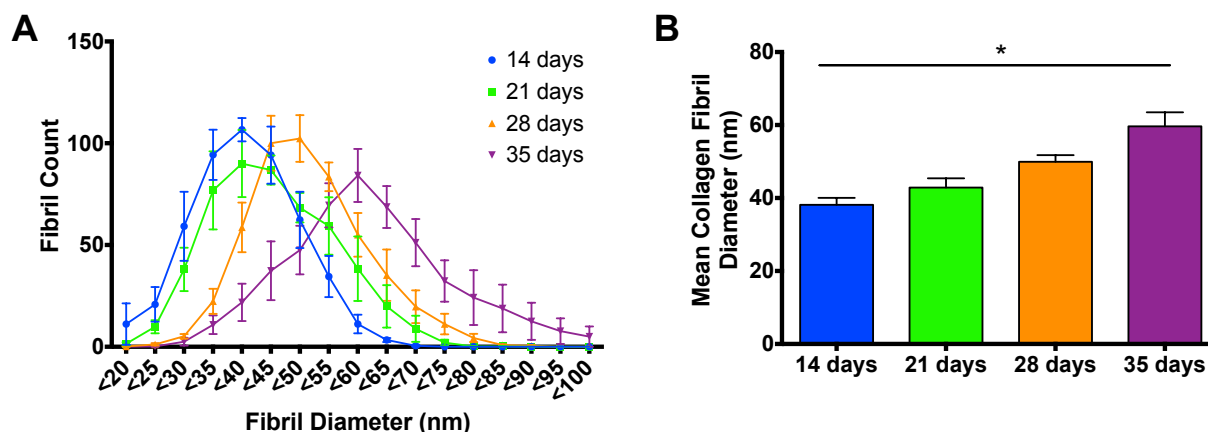 A
150
100
50
0
Fibril Count
14 days
21 days
28 days
35 days
<20
<25
<30
<35
<40
<45
<50
<55
<60
<65
<70
<75
<80
<85
<90
<95
<100
Fibril Diameter (nm)
B
80
60
40
20
0
Mean Collagen Fibril
Diameter (nm)
*
14 days
21 days
28 days
35 days